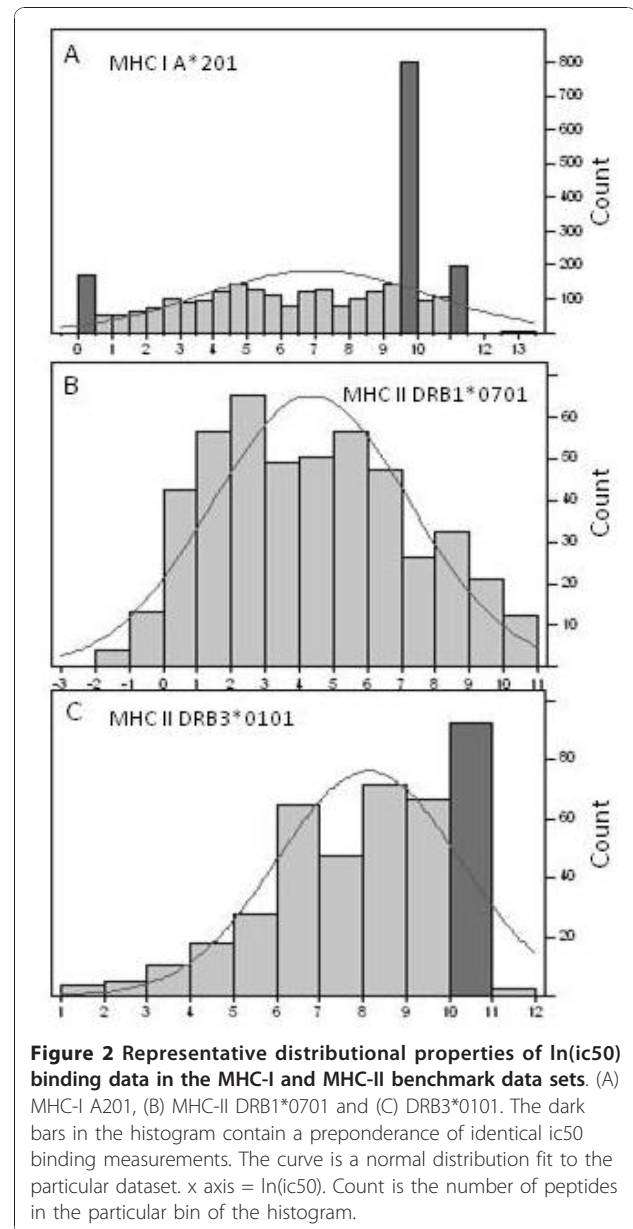 A
MHC I A*201
800
700
600
500
400
300
200
100
Count
0 1 2 3 4 5 6 7 8 9 10 11 12 13
B
MHC II DRB1*0701
60
50
40
30
20
10
Count
-3 -2 -1 0 1 2 3 4 5 6 7 8 9 10 11
C
MHC II DRB3*0101
80
60
40
20
Count
1 2 3 4 5 6 7 8 9 10 11 12
Figure 2 Representative distributional properties of ln(ic50)
binding data in the MHC-I and MHC-II benchmark data sets. (A)
MHC-I A201, (B) MHC-II DRB1*0701 and (C) DRB3*0101. The dark
bars in the histogram contain a preponderance of identical ic50
binding measurements. The curve is a normal distribution fit to the
particular dataset. x axis = ln(ic50). Count is the number of peptides
in the particular bin of the histogram.